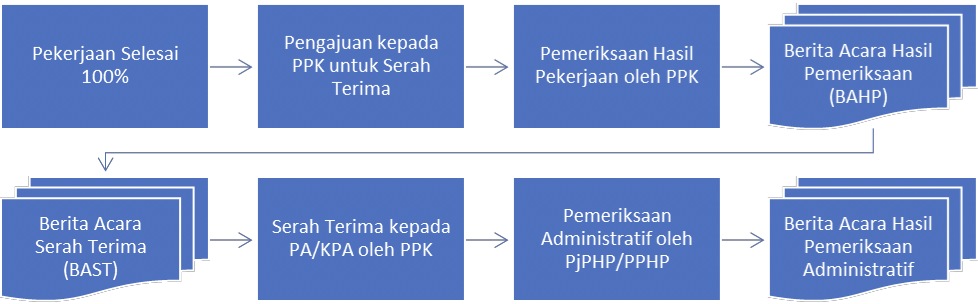 Pekerjaan Selesai
100%
Pengajuan kepada
PPK untuk Serah
Terima
Pemeriksaan Hasil
Pekerjaan oleh PPK
Berita Acara Hasil
Pemeriksaan
(BAHP)
Berita Acara
Serah Terima
(BAST)
Serah Terima kepada
PA/KPA oleh PPK
Pemeriksaan
Administratif oleh
PjPHP/PPHP
Berita Acara Hasil
Pemeriksaan
Administratif